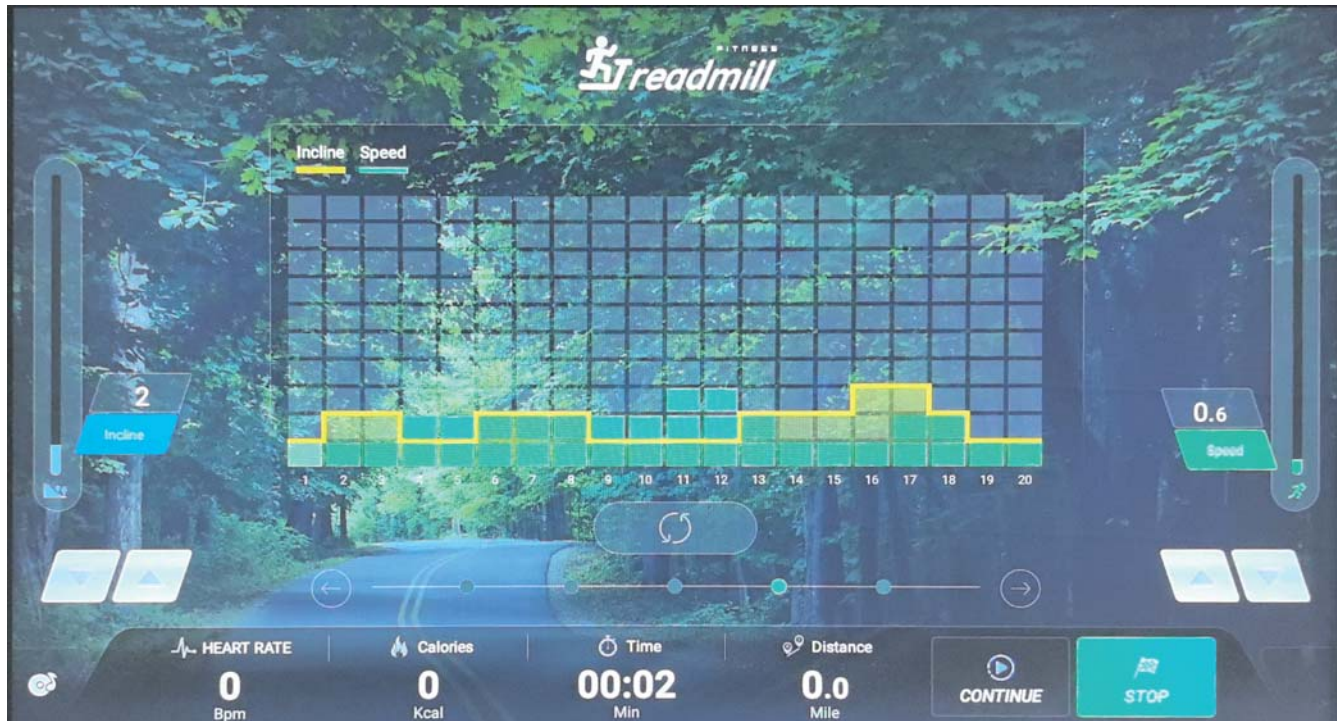 FITNESS
Treadmill
Incline Speed
2
Incline
0.6
Speed
1 2 3 4 5 6 7 8 9 10 11 12 13 14 15 16 17 18 19 20
HEART RATE Calories Time Distance
0 0 00:02 0.0
Bpm Kcal Min Mile
CONTINUE
STOP